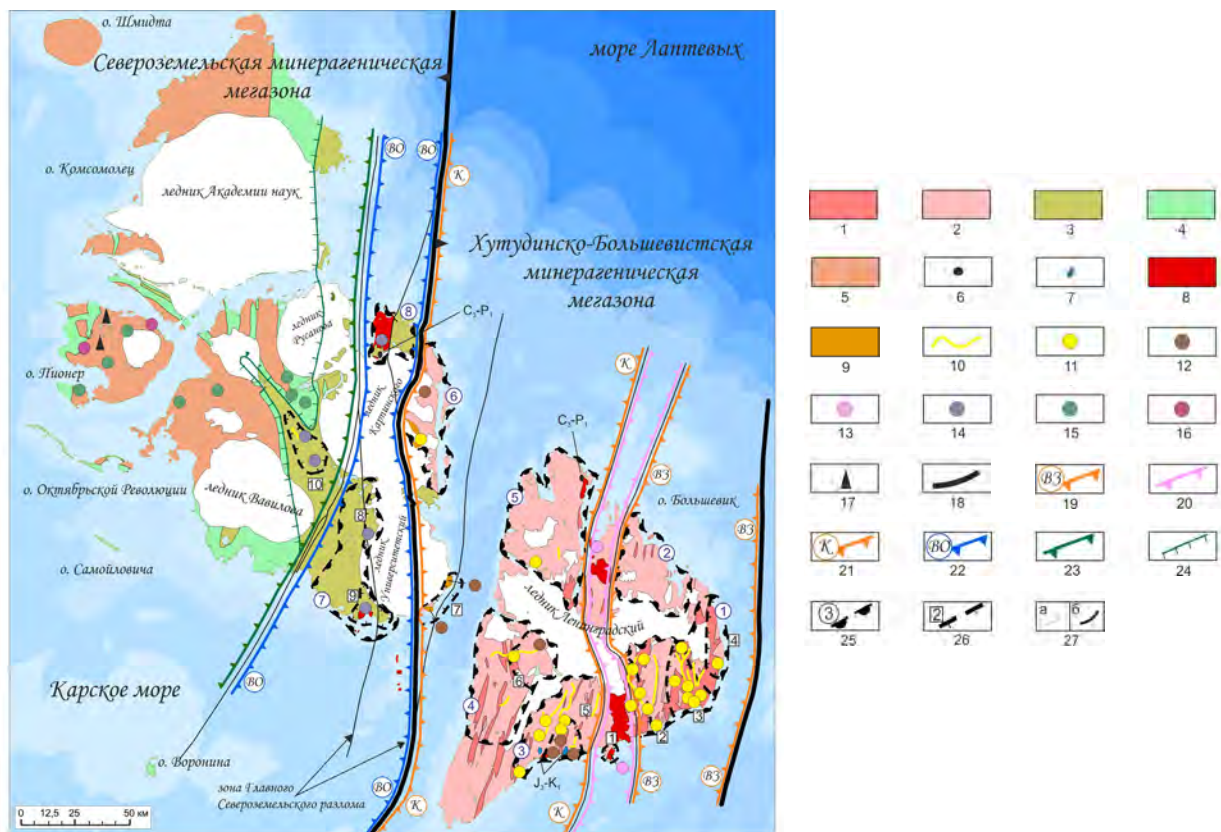 о. Шмидта
Североземельская минерагеническая
мегазона
море Лаптевых
ВО
ВО
К
о. Комсомолец
ледник Академии наук
Хутудинско-Большевистская
минерагеническая
мегазона
ледник
Русанова
8
C₃-P₁
о. Пионер
ледник
Карпинского
6
К
C₃-P₁
ВЗ
10
о. Октябрьской Революции
ледник Вавилова
5
о. Большевик
8
2
ВЗ
ледник
Университетский
о. Самойловича
9
7
7
ледник Ленинградский
1
4
Карское море
ВО
6
4
5
3
3
1
2
J₃-K₁
о. Воронина
зона Главного
Североземельского разлома
ВО
К
К
ВЗ
ВЗ
0 12,5 25 50 км
1 2 3 4
5 6 7 8
9 10 11 12
13 14 15 16
ВЗ
17 18 19 20
К ВО
21 22 23 24
3 2 а б
25 26 27